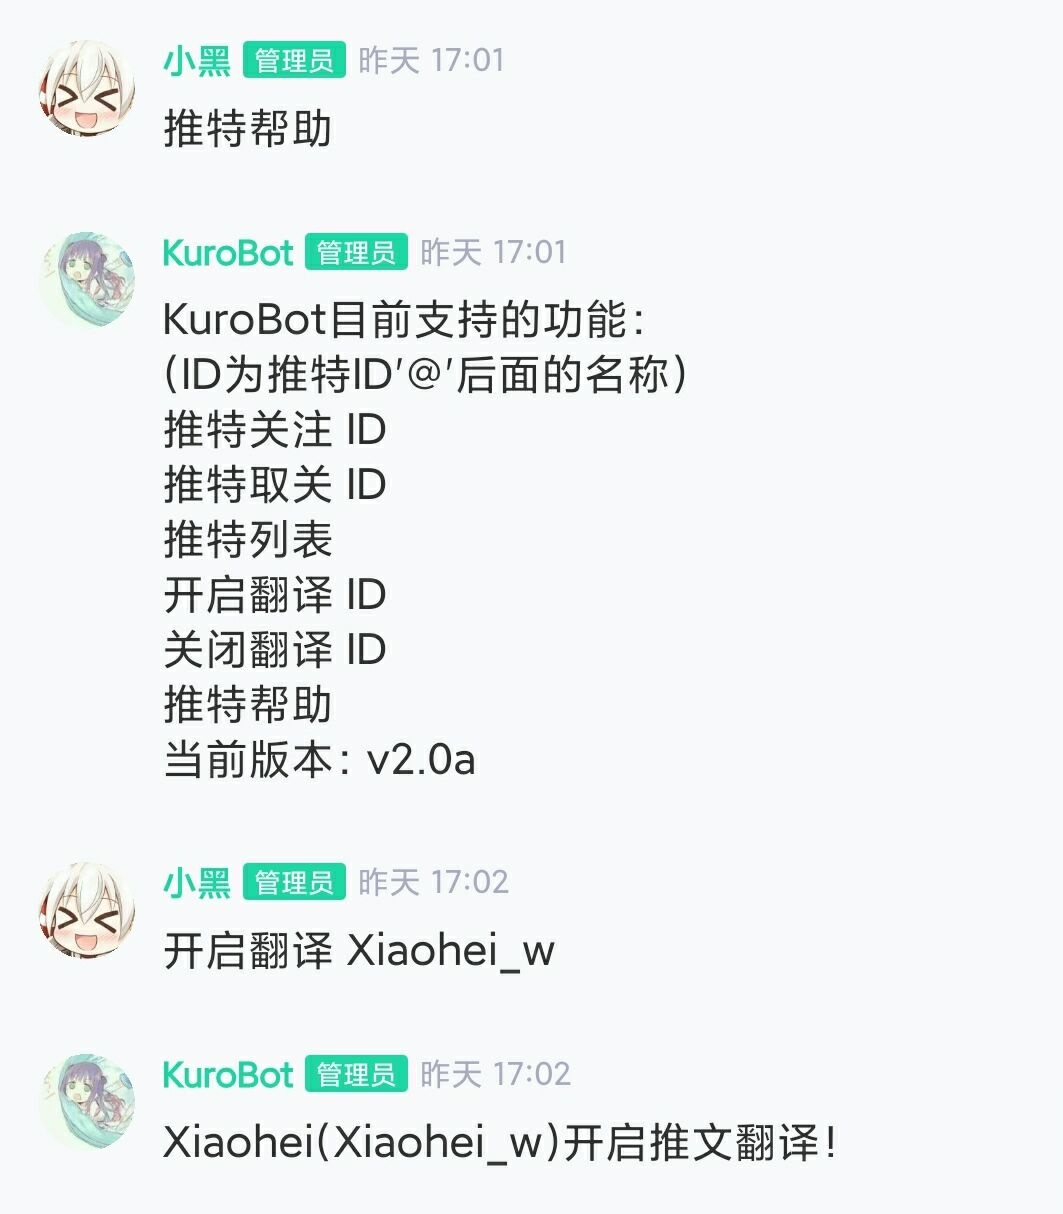 小黑 管理员 昨天 17:01
推特帮助
KuroBot 管理员 昨天 17:01
KuroBot目前支持的功能：
(ID为推特ID'@'后面的名称)
推特关注 ID
推特取关 ID
推特列表
开启翻译 ID
关闭翻译 ID
推特帮助
当前版本：v2.0a
小黑 管理员 昨天 17:02
开启翻译 Xiaohei_w
KuroBot 管理员 昨天 17:02
Xiaohei(Xiaohei_w)开启推文翻译！